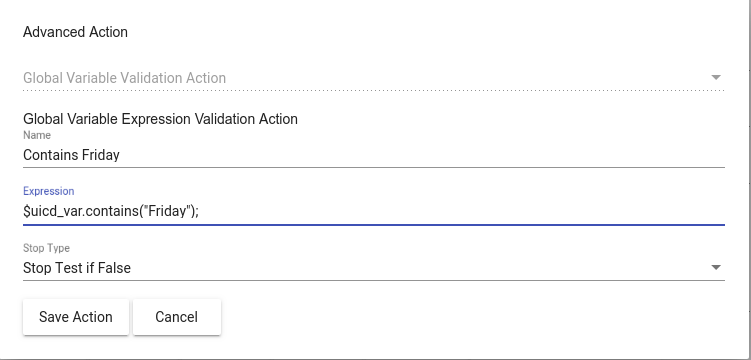 Advanced Action
Global Variable Validation Action
Global Variable Expression Validation Action
Name
Contains Friday
Expression
$uicd_var.contains("Friday");
Stop Type
Stop Test if False
Save Action Cancel